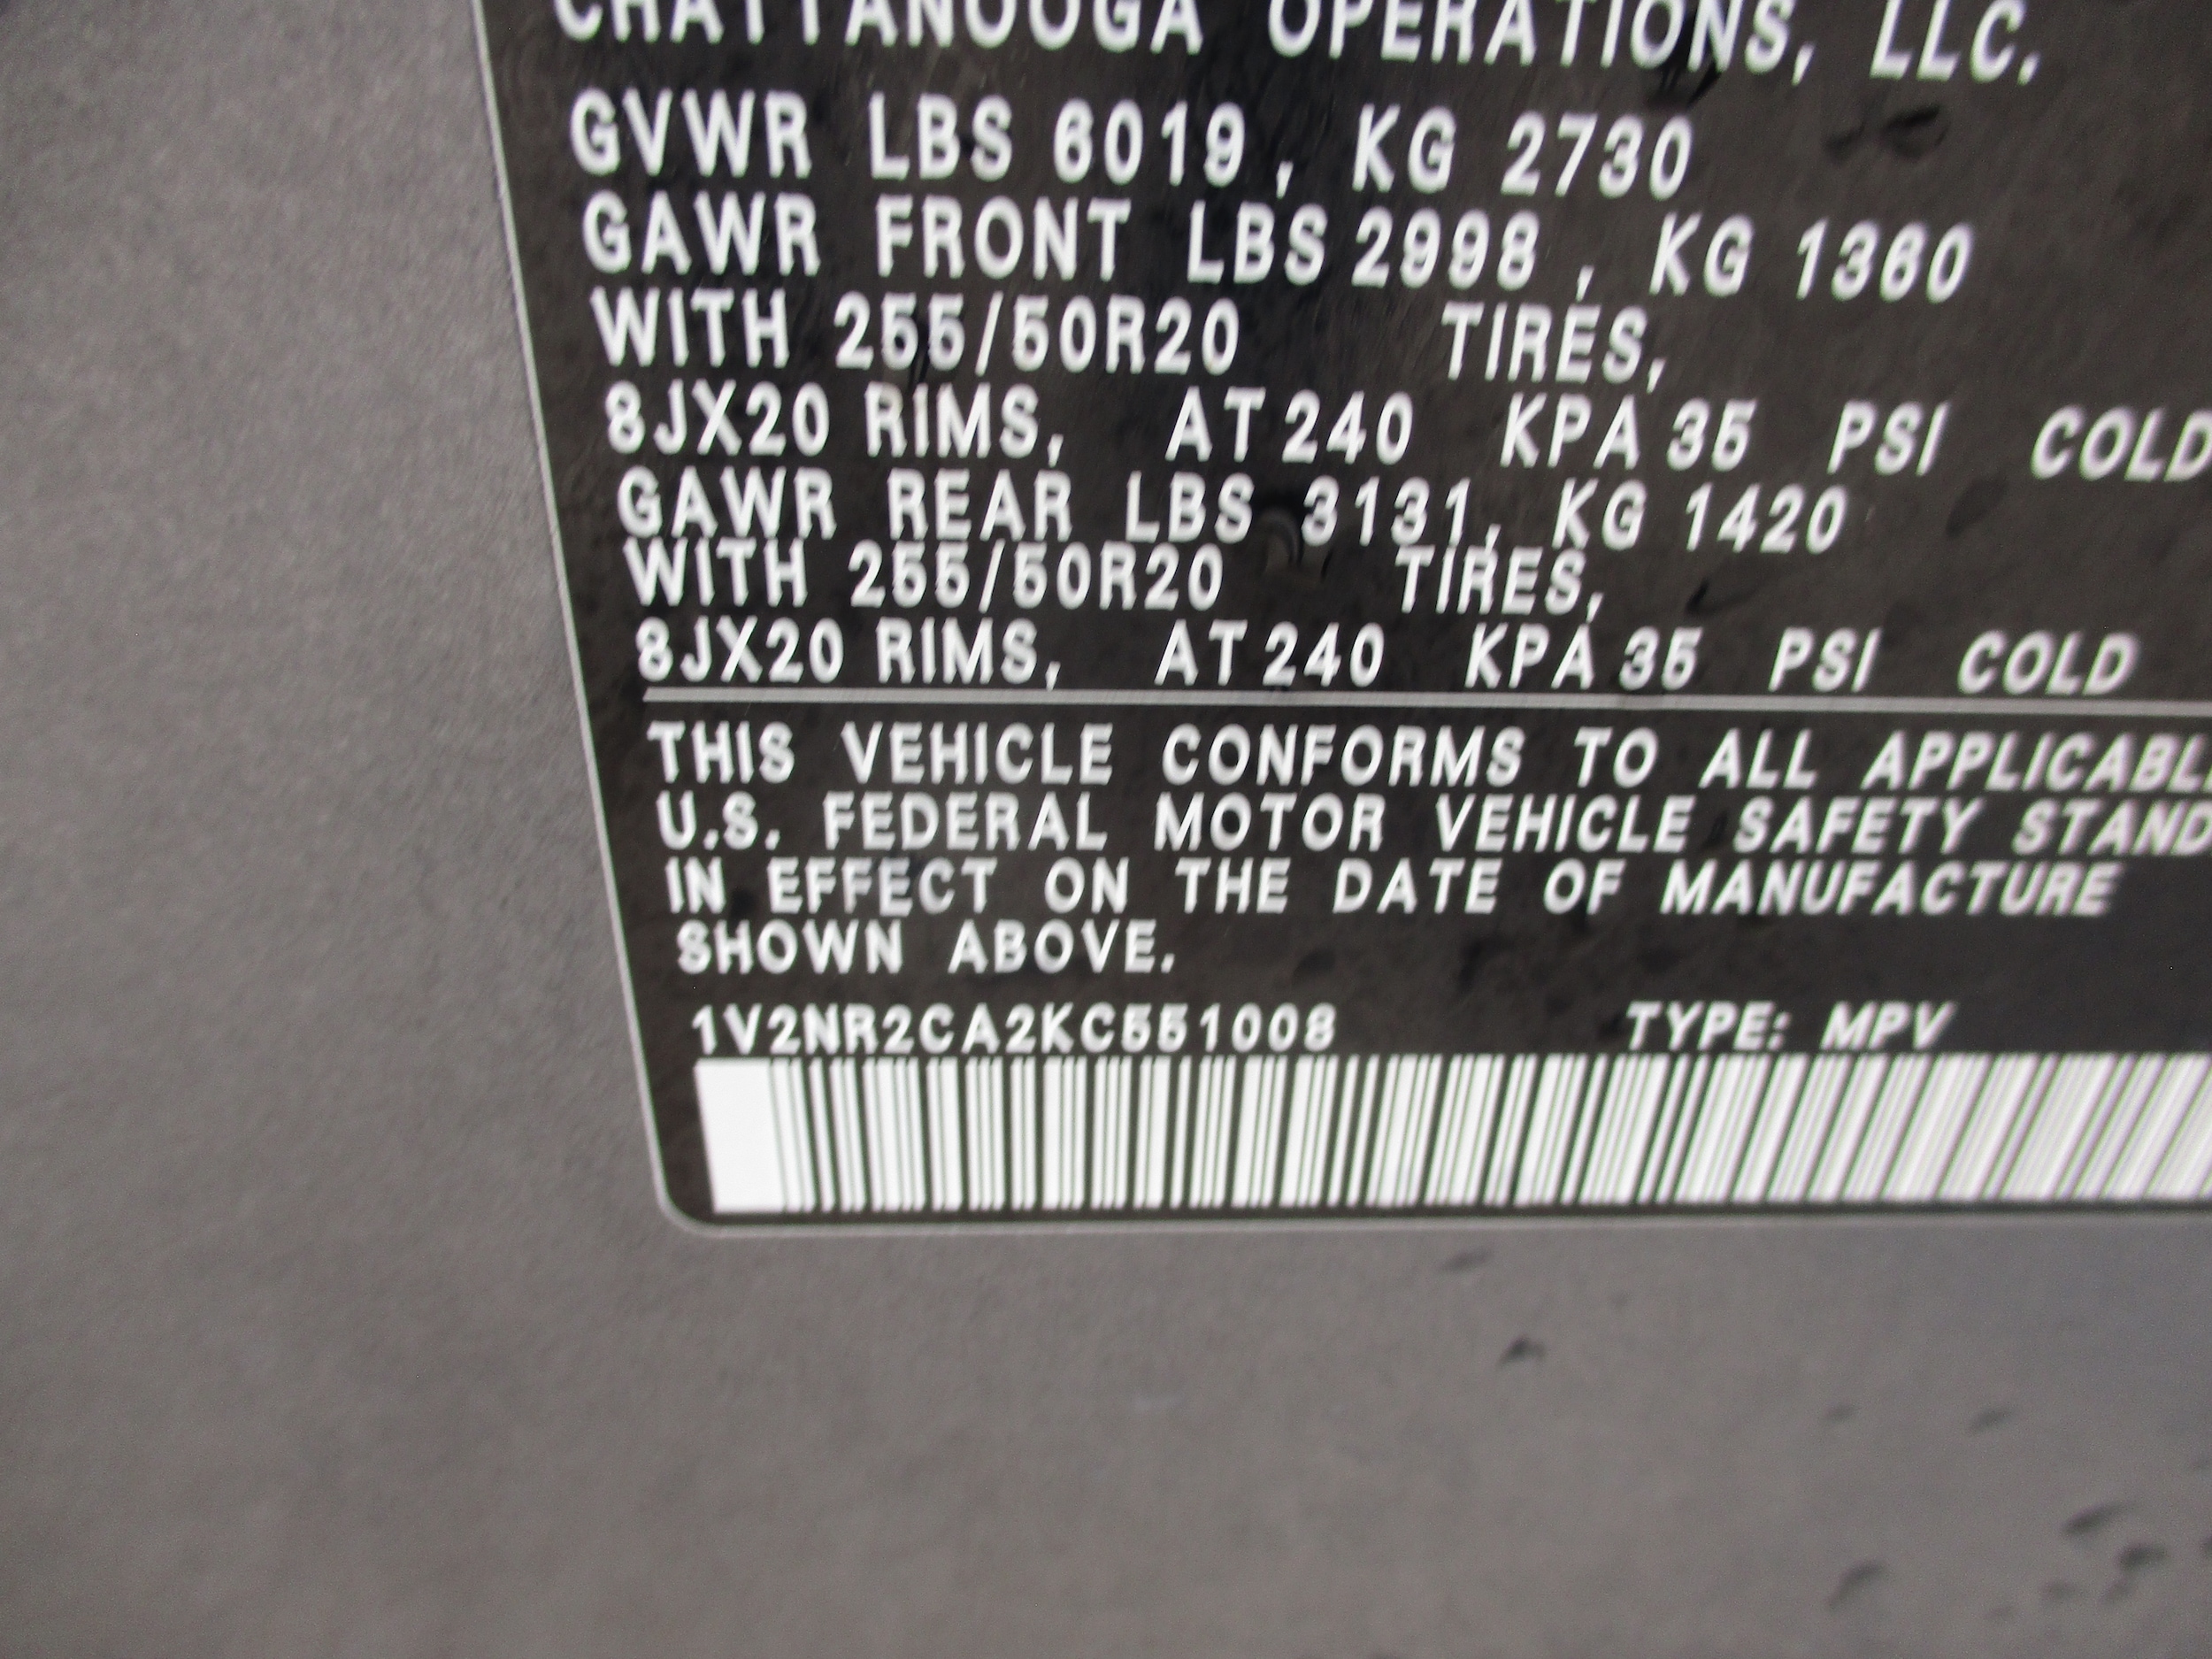 CHATTANOOGA OPERATIONS, LLC.
GVWR LBS 6019, KG 2730
GAWR FRONT LBS 2998, KG 1360
WITH 255/50R20 TIRES,
8JX20 RIMS, AT 240 KPA 35 PSI COLD
GAWR REAR LBS 3131, KG 1420
WITH 255/50R20 TIRES,
8JX20 RIMS, AT 240 KPA 35 PSI COLD
THIS VEHICLE CONFORMS TO ALL APPLICABL
U.S. FEDERAL MOTOR VEHICLE SAFETY STAND
IN EFFECT ON THE DATE OF MANUFACTURE
SHOWN ABOVE.
1V2NR2CA2KC551008 TYPE: MPV